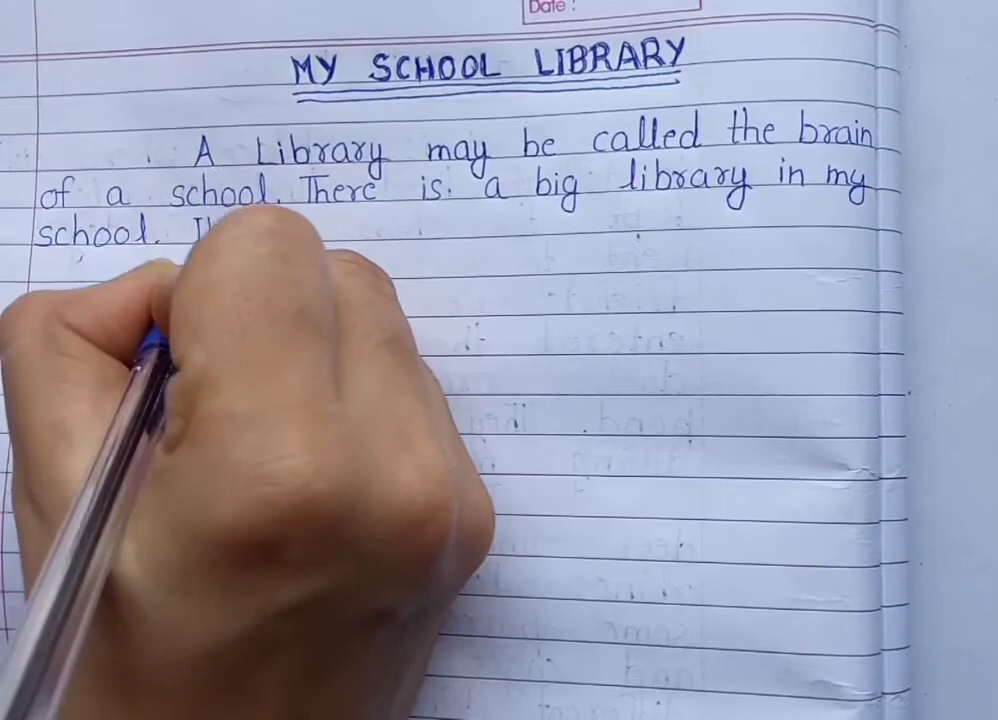 Date :
MY SCHOOL LIBRARY
A Library may be called the brain
of a school. There is a big library in my
school.